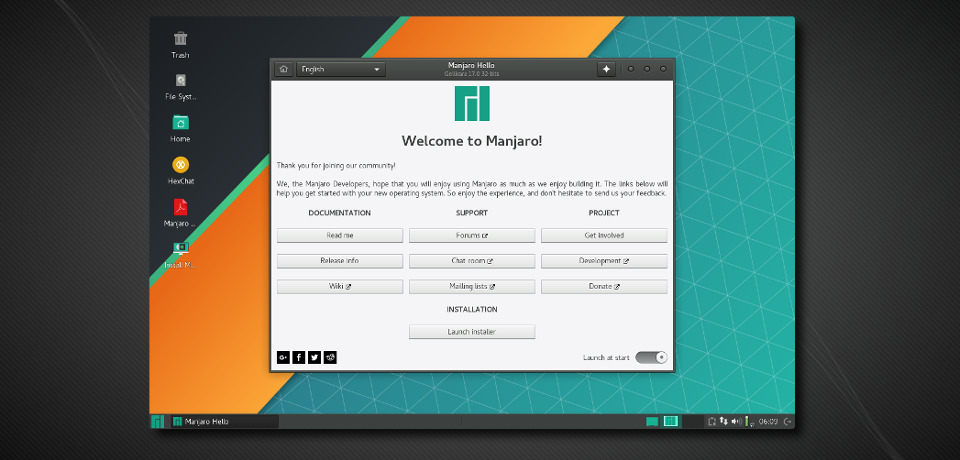 Trash
File Syst...
Home
HexChat
Manjaro ...
Install M...
English
Manjaro Hello
Gellivara 17.0 32-bits
Welcome to Manjaro!
Thank you for joining our community!
We, the Manjaro Developers, hope that you will enjoy using Manjaro as much as we enjoy building it. The links below will
help you get started with your new operating system. So enjoy the experience, and don't hesitate to send us your feedback.
DOCUMENTATION SUPPORT PROJECT
Read me Forums Get involved
Release info Chat room Development
Wiki Mailing lists Donate
INSTALLATION
Launch installer
G+ f
Launch at start
Manjaro Hello
06:09